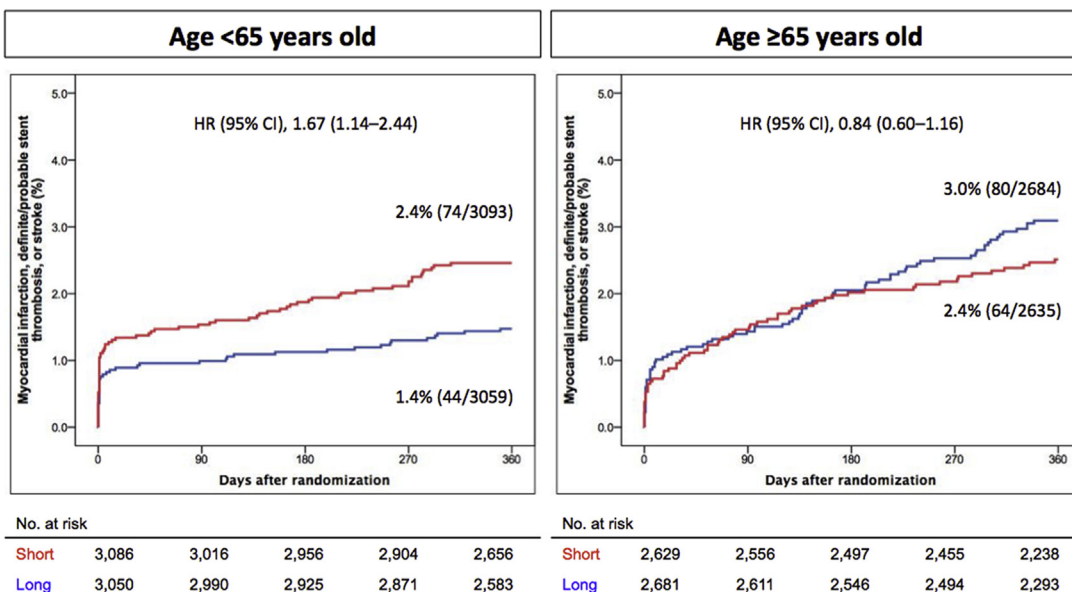 Age <65 years old
Myocardial infarction, definite/probable stent
thrombosis, or stroke (%)
5.0
4.0
3.0
2.0
1.0
0.0
HR (95% CI), 1.67 (1.14–2.44)
2.4% (74/3093)
1.4% (44/3059)
0 90 180 270 360
Days after randomization
No. at risk
Short 3,086 3,016 2,956 2,904 2,656
Long 3,050 2,990 2,925 2,871 2,583
Age ≥65 years old
Myocardial infarction, definite/probable stent
thrombosis, or stroke (%)
5.0
4.0
3.0
2.0
1.0
0.0
HR (95% CI), 0.84 (0.60–1.16)
3.0% (80/2684)
2.4% (64/2635)
0 90 180 270 360
Days after randomization
No. at risk
Short 2,629 2,556 2,497 2,455 2,238
Long 2,681 2,611 2,546 2,494 2,293